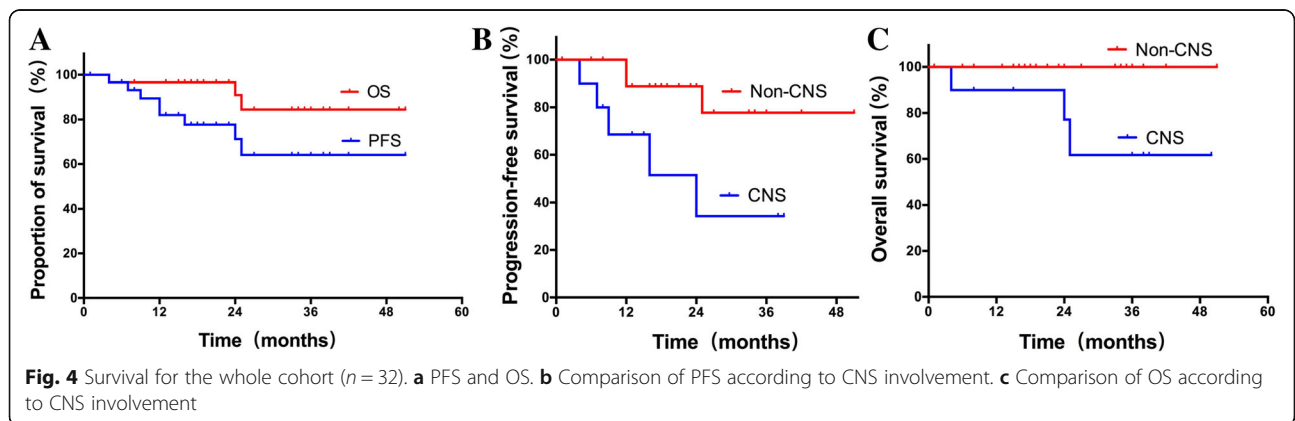 A
Proportion of survival (%)
100
80
60
40
20
0
OS
PFS
0 12 24 36 48 60
Time (months)
B
Progression-free survival (%)
100
80
60
40
20
0
Non-CNS
CNS
0 12 24 36 48
Time (months)
C
Overall survival (%)
100
80
60
40
20
0
Non-CNS
CNS
0 12 24 36 48 60
Time (months)
Fig. 4 Survival for the whole cohort (n = 32). a PFS and OS. b Comparison of PFS according to CNS involvement. c Comparison of OS according
to CNS involvement